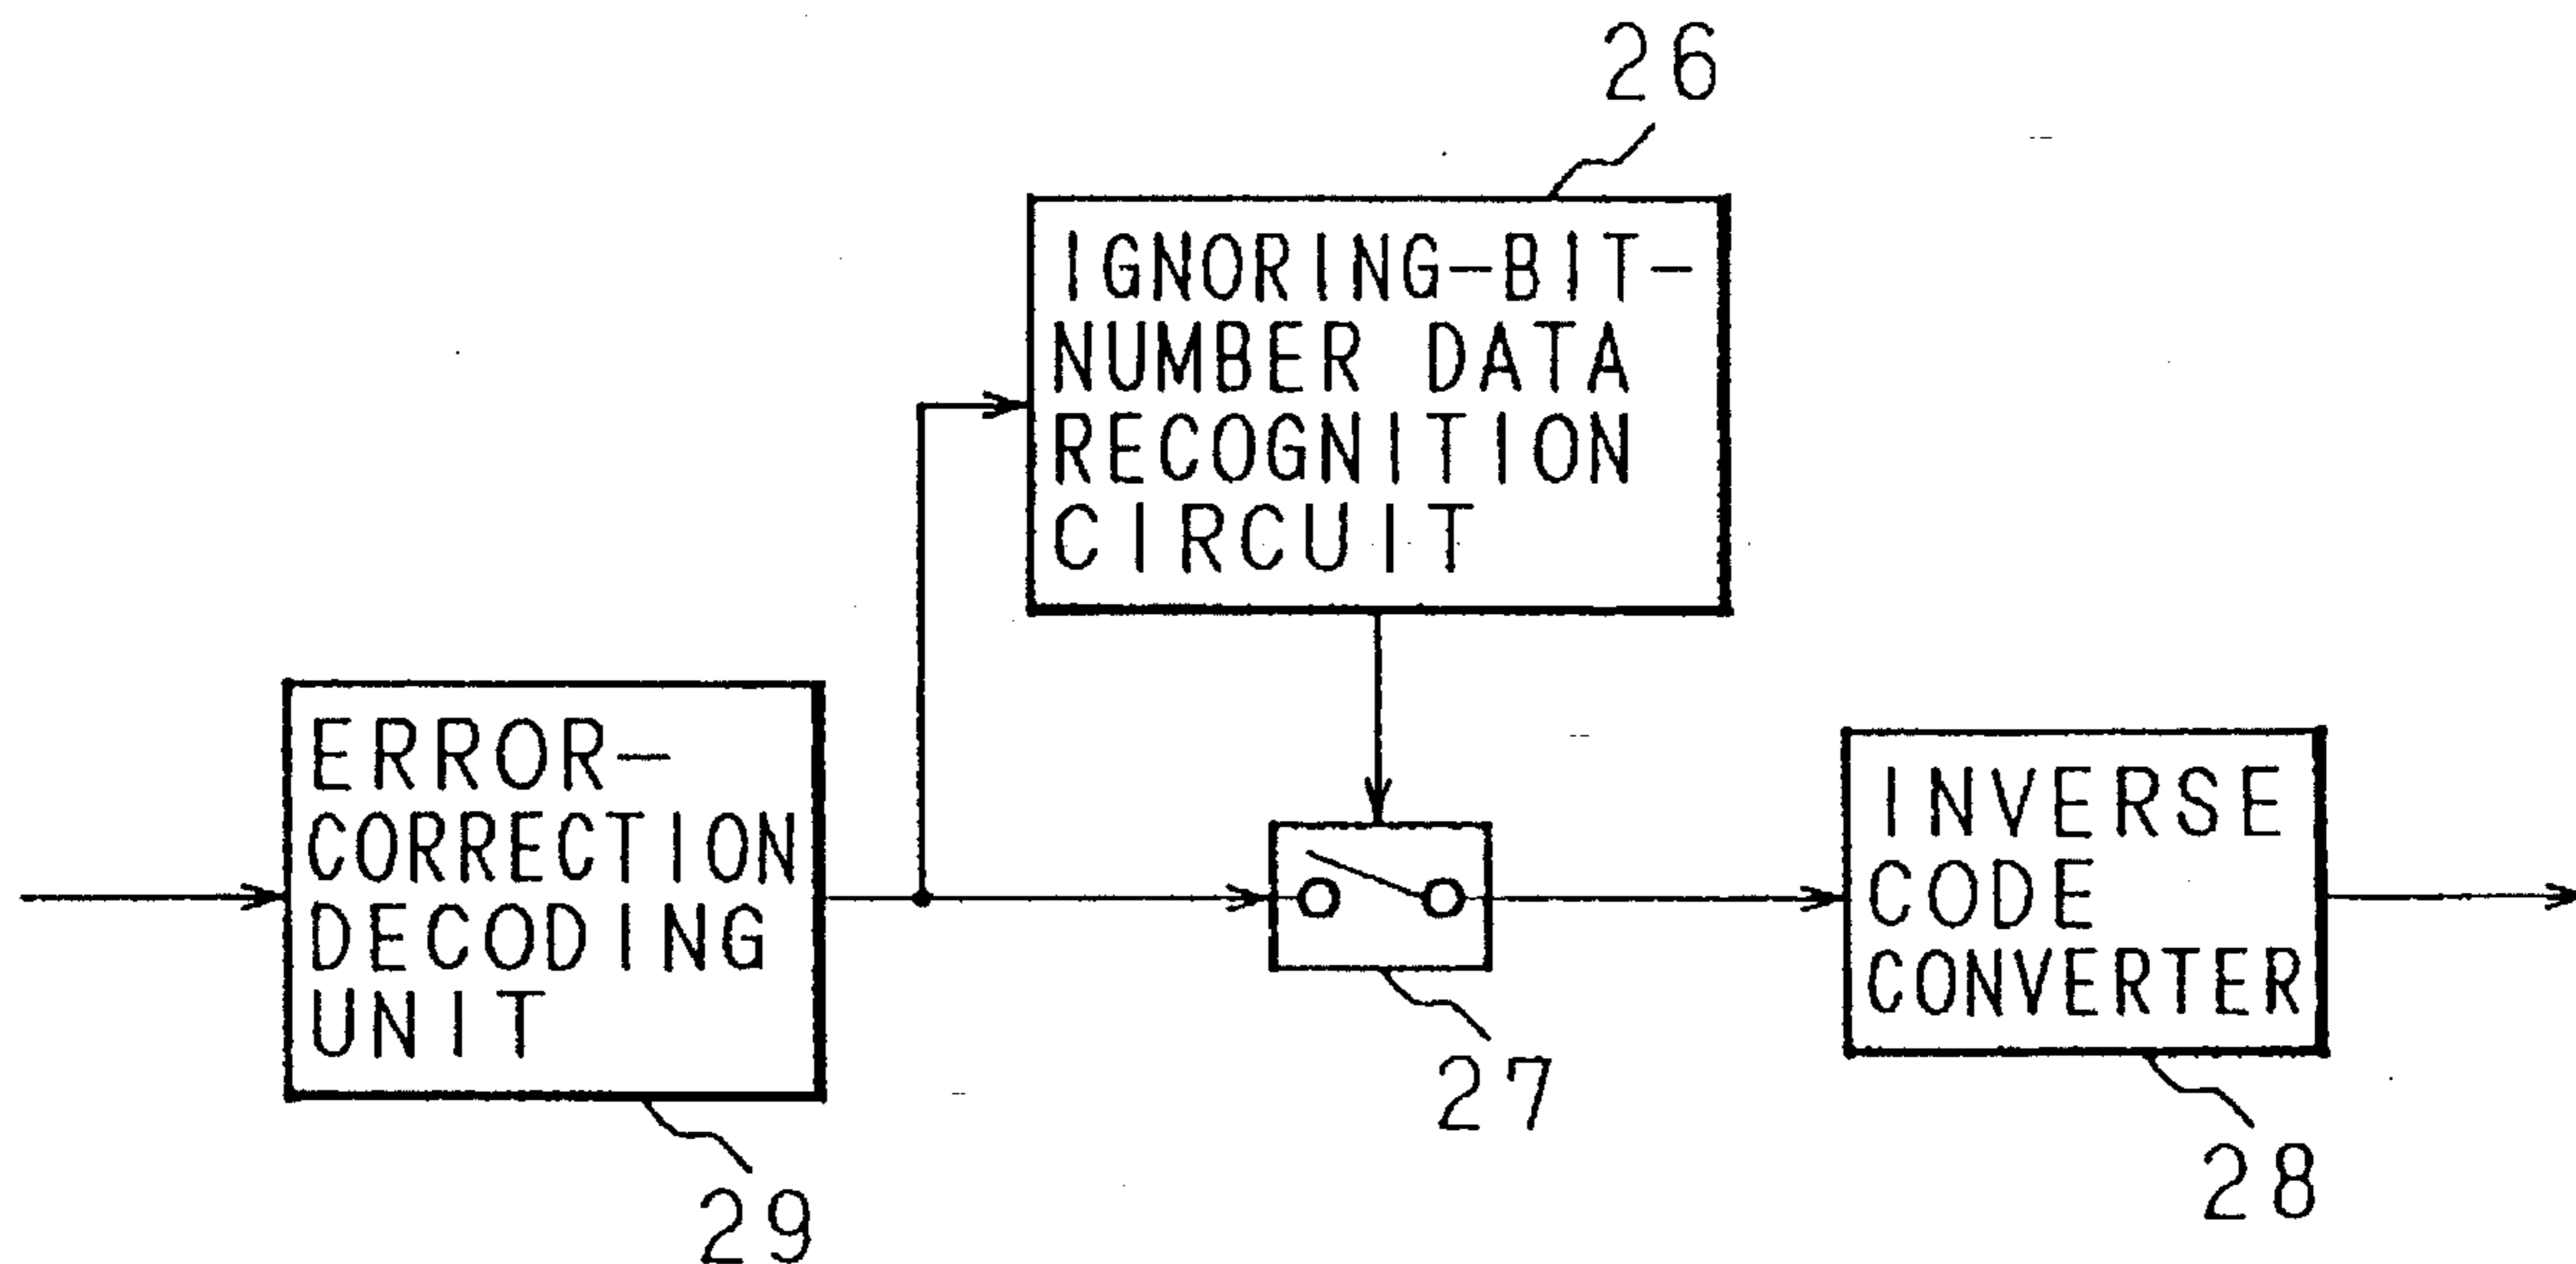 26
IGNORING-BIT-
NUMBER DATA
RECOGNITION
CIRCUIT
ERROR-
CORRECTION
DECODING
UNIT
29
27
INVERSE
CODE
CONVERTER
28